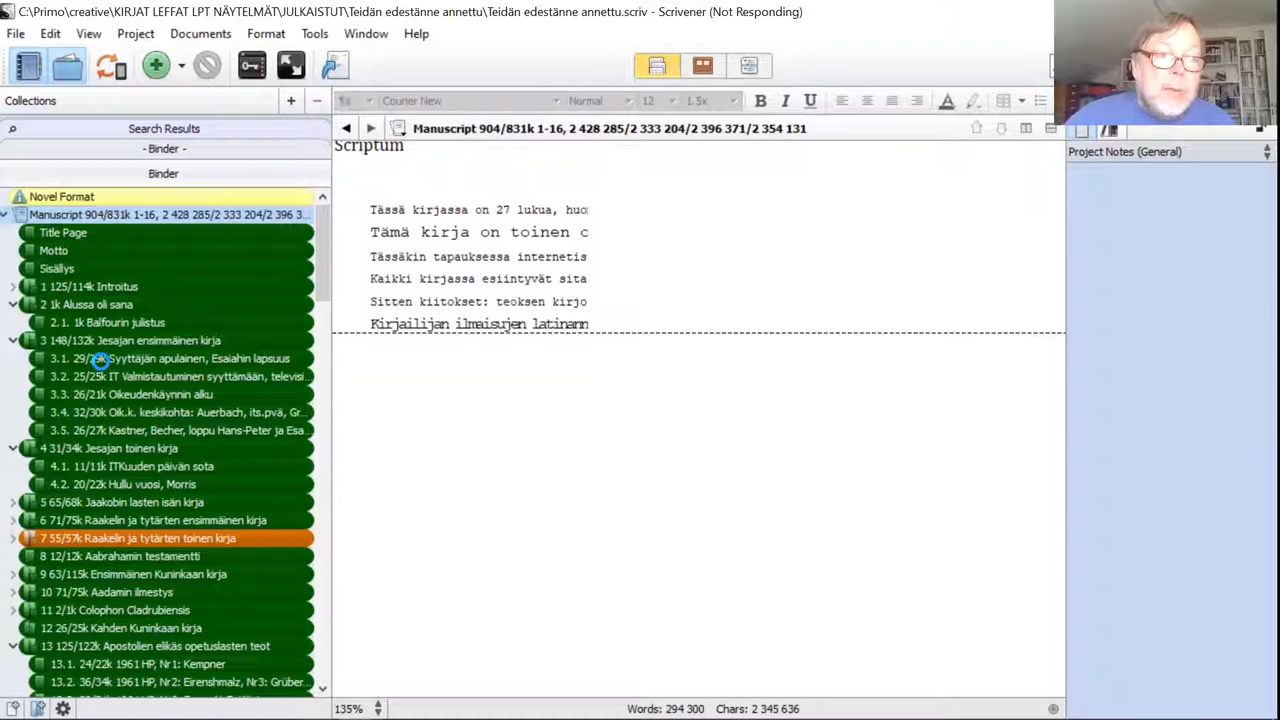 C:\Primo\creative\KIRJAT LEFFAT LPT NÄYTELMÄT\JULKAISTUT\Teidän edestänne annettu\Teidän edestänne annettu.scriv - Scrivener (Not Responding)
File Edit View Project Documents Format Tools Window Help
Collections
Courier New Normal 12 1.5x B I U A
Search Results
Manuscript 904/831k 1-16, 2 428 285/2 333 204/2 396 371/2 354 131
- Binder -
Project Notes (General)
Binder
Scriptum
Tässä kirjassa on 27 lukua, huo
Tämä kirja on toinen o
Tässäkin tapauksessa internetis
Kaikki kirjassa esiintyvät sita
Sitten kiitokset: teoksen kirjo
Kirjailijan ilmaisujen latinann
Novel Format
Manuscript 904/831k 1-16, 2 428 285/2 333 204/2 396 3...
Title Page
Motto
Sisällys
1 125/114k Introitus
2 1k Alussa oli sana
2.1. 1k Balfourin julistus
3 148/132k Jesajan ensimmäinen kirja
3.1. Syyttäjän apulainen, Esaiahin lapsuus
3.2. 25/25k IT Valmistautuminen syyttämään, televisi...
3.3. 26/21k Oikeudenkäynnin alku
3.4. 32/30k Oik.k. keskikohta: Auerbach, its.pvä, Gr...
3.5. 26/27k Kastner, Becher, loppu Hans-Peter ja Esa...
4 31/34k Jesajan toinen kirja
4.1. 11/11k ITKuuden päivän sota
4.2. 20/22k Hullu vuosi, Morris
5 65/68k Jaakobin lasten isän kirja
6 71/75k Raakelin ja tytärten ensimmäinen kirja
7 55/57k Raakelin ja tytärten toinen kirja
8 12/12k Aabrahamin testamentti
9 63/115k Ensimmäinen Kuninkaan kirja
10 71/75k Aadamin ilmestys
11 2/1k Colophon Cladrubiensis
12 26/25k Kahden Kuninkaan kirja
13 125/122k Apostolien elikäs opetuslasten teot
13.1. 24/22k 1961 HP, Nr1: Kempner
13.2. 36/34k 1961 HP, Nr2: Eirenshmalz, Nr3: Grüber...
135% Words: 294 300 Chars: 2 345 636